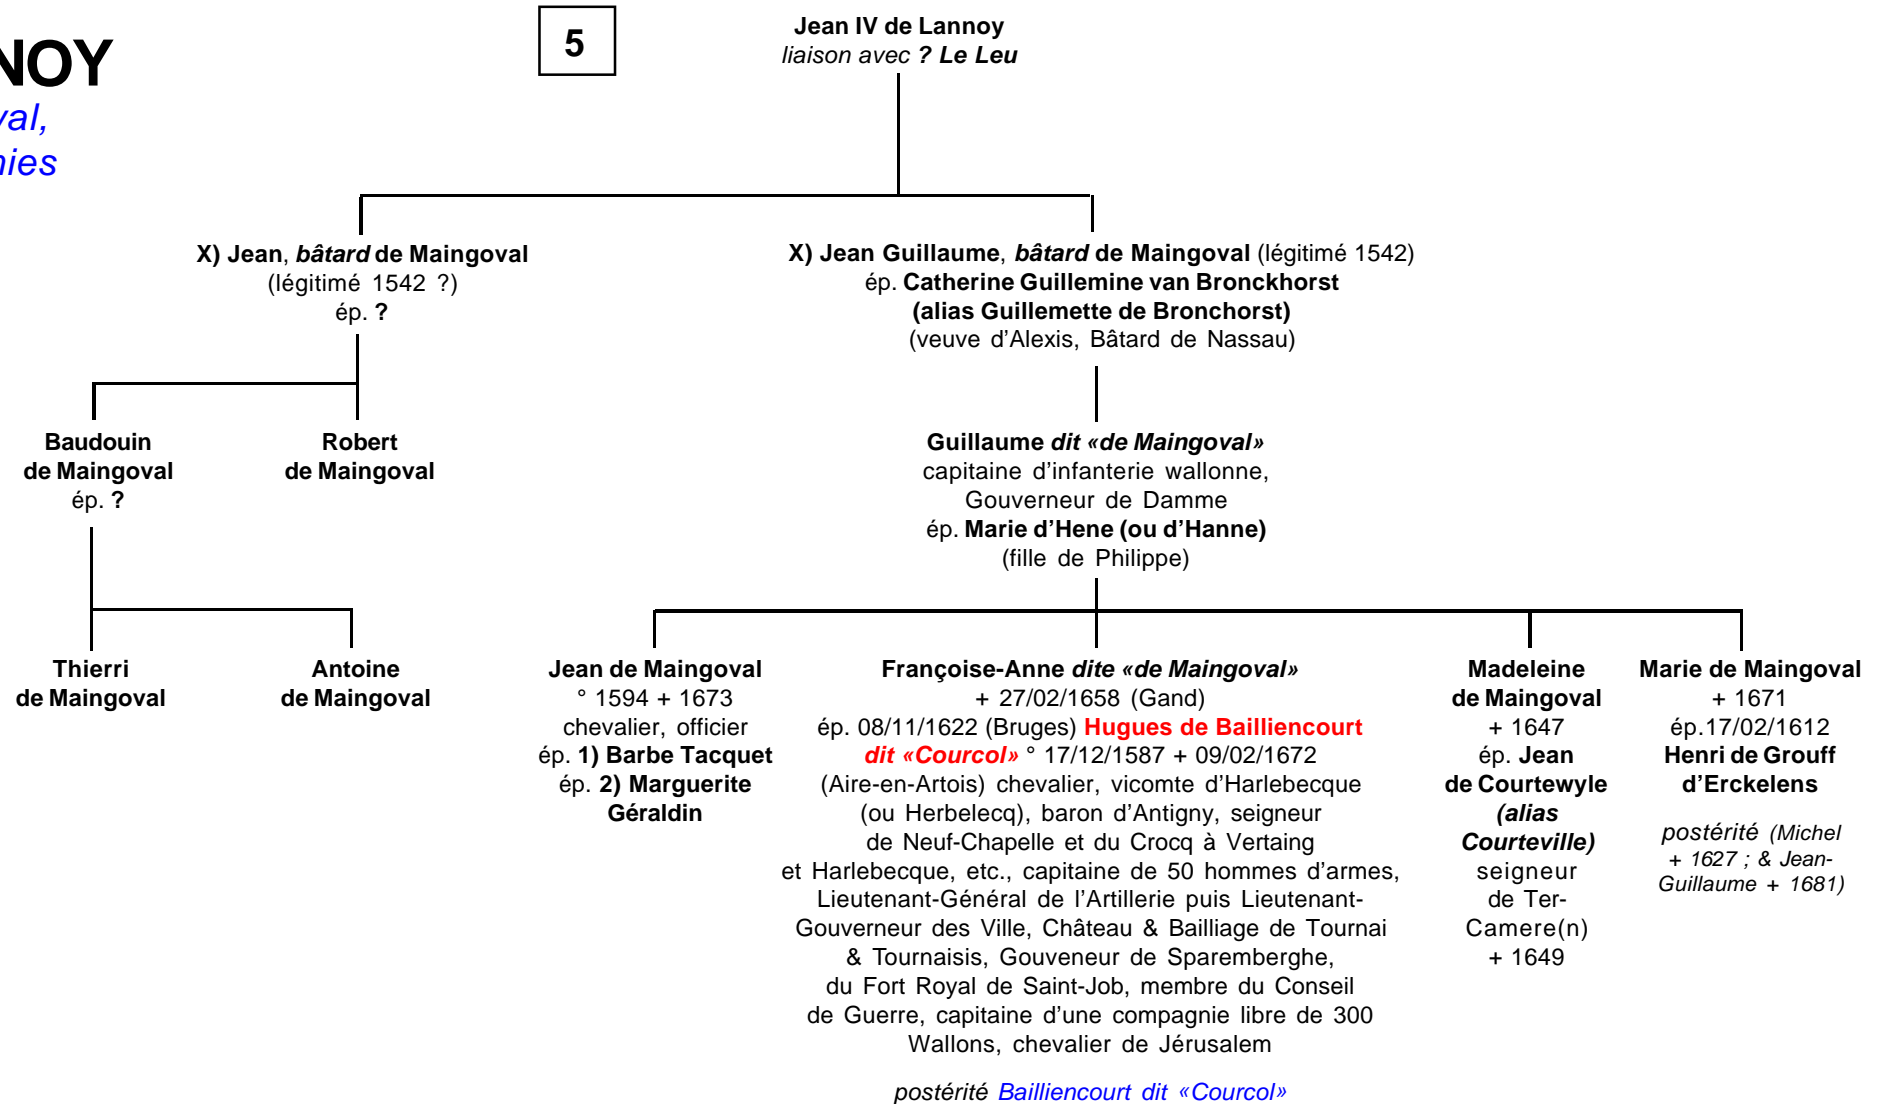 NOY
val,
nies
5
Jean IV de Lannoy
liaison avec ? Le Leu
X) Jean, bâtard de Maingoval
(légitimé 1542 ?)
ép. ?
X) Jean Guillaume, bâtard de Maingoval (légitimé 1542)
ép. Catherine Guillemine van Bronckhorst
(alias Guillemette de Bronchorst)
(veuve d'Alexis, Bâtard de Nassau)
Baudouin
de Maingoval
ép. ?
Robert
de Maingoval
Guillaume dit «de Maingoval»
capitaine d'infanterie wallonne,
Gouverneur de Damme
ép. Marie d'Hene (ou d'Hanne)
(fille de Philippe)
Thierri
de Maingoval
Antoine
de Maingoval
Jean de Maingoval
° 1594 + 1673
chevalier, officier
ép. 1) Barbe Tacquet
ép. 2) Marguerite
Géraldin
Françoise-Anne dite «de Maingoval»
+ 27/02/1658 (Gand)
ép. 08/11/1622 (Bruges) Hugues de Bailliencourt
dit «Courcol» ° 17/12/1587 + 09/02/1672
(Aire-en-Artois) chevalier, vicomte d'Harlebecque
(ou Herbelecq), baron d'Antigny, seigneur
de Neuf-Chapelle et du Crocq à Vertaing
et Harlebecque, etc., capitaine de 50 hommes d'armes,
Lieutenant-Général de l'Artillerie puis Lieutenant-
Gouverneur des Ville, Château & Bailliage de Tournai
& Tournaisis, Gouveneur de Sparemberghe,
du Fort Royal de Saint-Job, membre du Conseil
de Guerre, capitaine d'une compagnie libre de 300
Wallons, chevalier de Jérusalem
postérité Bailliencourt dit «Courcol»
Madeleine
de Maingoval
+ 1647
ép. Jean
de Courtewyle
(alias
Courteville)
seigneur
de Ter-
Camere(n)
+ 1649
Marie de Maingoval
+ 1671
ép.17/02/1612
Henri de Grouff
d'Erckelens
postérité (Michel
+ 1627 ; & Jean-
Guillaume + 1681)